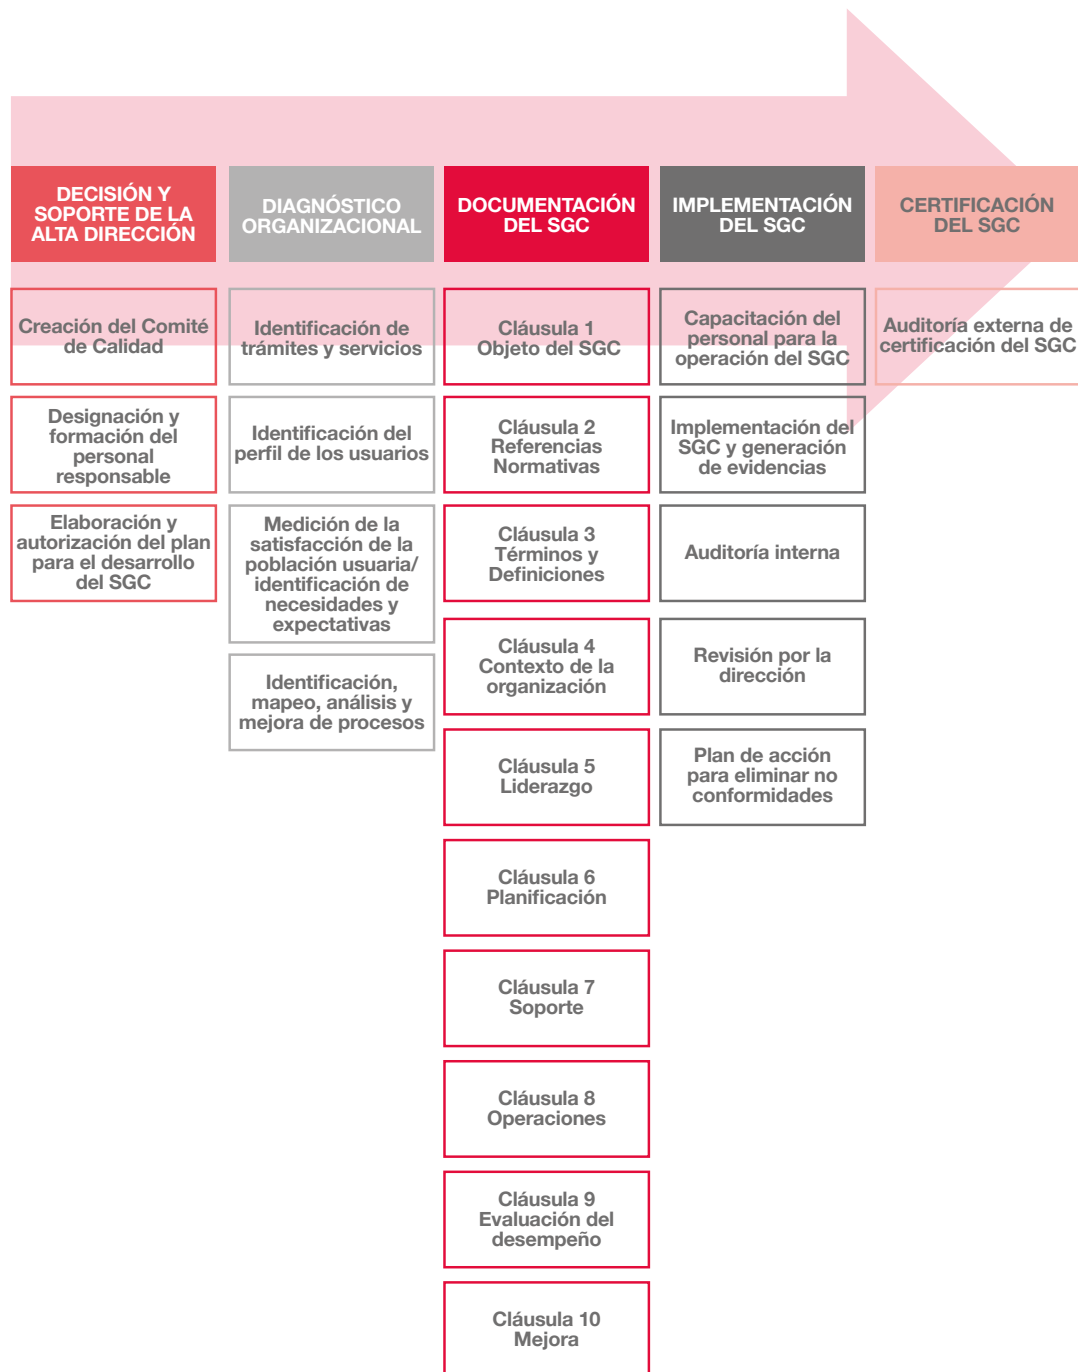 DECISIÓN Y
SOPORTE DE LA
ALTA DIRECCIÓN
Creación del Comité
de Calidad
Designación y
formación del
personal
responsable
Elaboración y
autorización del plan
para el desarrollo
del SGC
DIAGNÓSTICO
ORGANIZACIONAL
Identificación de
trámites y servicios
Identificación del
perfil de los usuarios
Medición de la
satisfacción de la
población usuaria/
identificación de
necesidades y
expectativas
Identificación,
mapeo, análisis y
mejora de procesos
DOCUMENTACIÓN
DEL SGC
Cláusula 1
Objeto del SGC
Cláusula 2
Referencias
Normativas
Cláusula 3
Términos y
Definiciones
Cláusula 4
Contexto de la
organización
Cláusula 5
Liderazgo
Cláusula 6
Planificación
Cláusula 7
Soporte
Cláusula 8
Operaciones
Cláusula 9
Evaluación del
desempeño
Cláusula 10
Mejora
IMPLEMENTACIÓN
DEL SGC
Capacitación del
personal para la
operación del SGC
Implementación del
SGC y generación
de evidencias
Auditoría interna
Revisión por la
dirección
Plan de acción
para eliminar no
conformidades
CERTIFICACIÓN
DEL SGC
Auditoría externa de
certificación del SGC